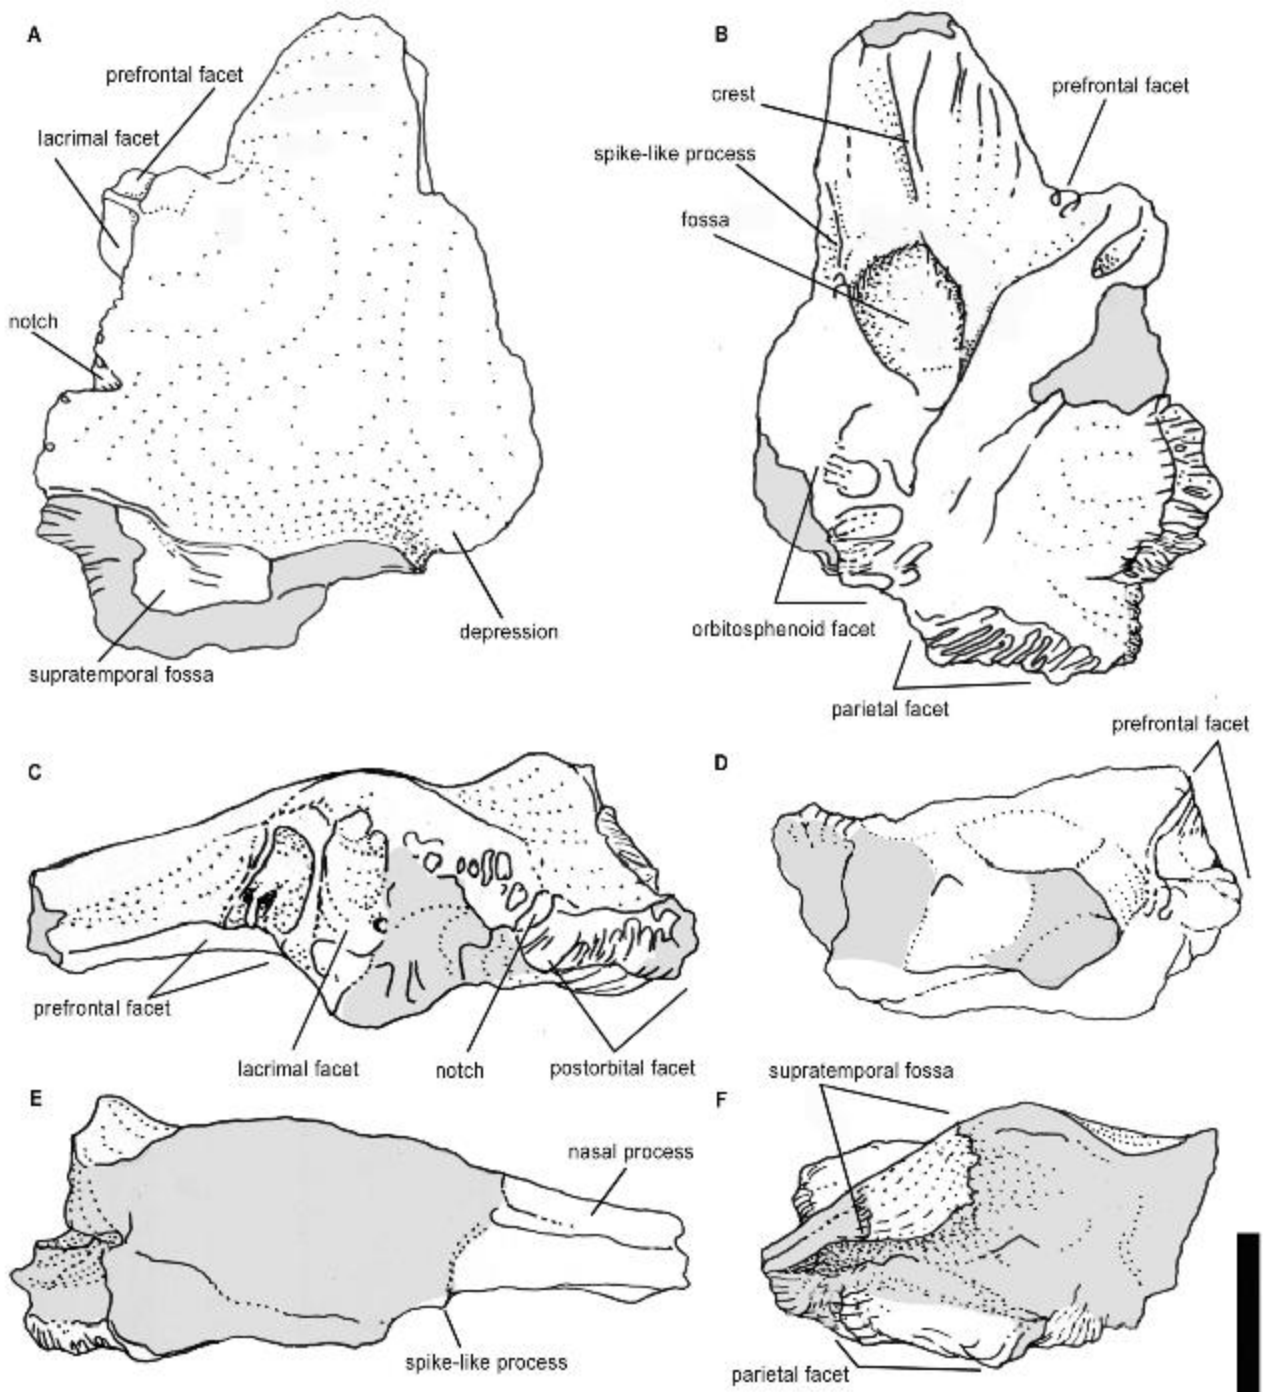 A
prefrontal facet
lacrimal facet
notch
depression
supratemporal fossa
B
crest
prefrontal facet
spike-like process
fossa
orbitosphenoid facet
parietal facet
C
prefrontal facet
lacrimal facet
notch
postorbital facet
D
prefrontal facet
E
nasal process
spike-like process
F
supratemporal fossa
parietal facet